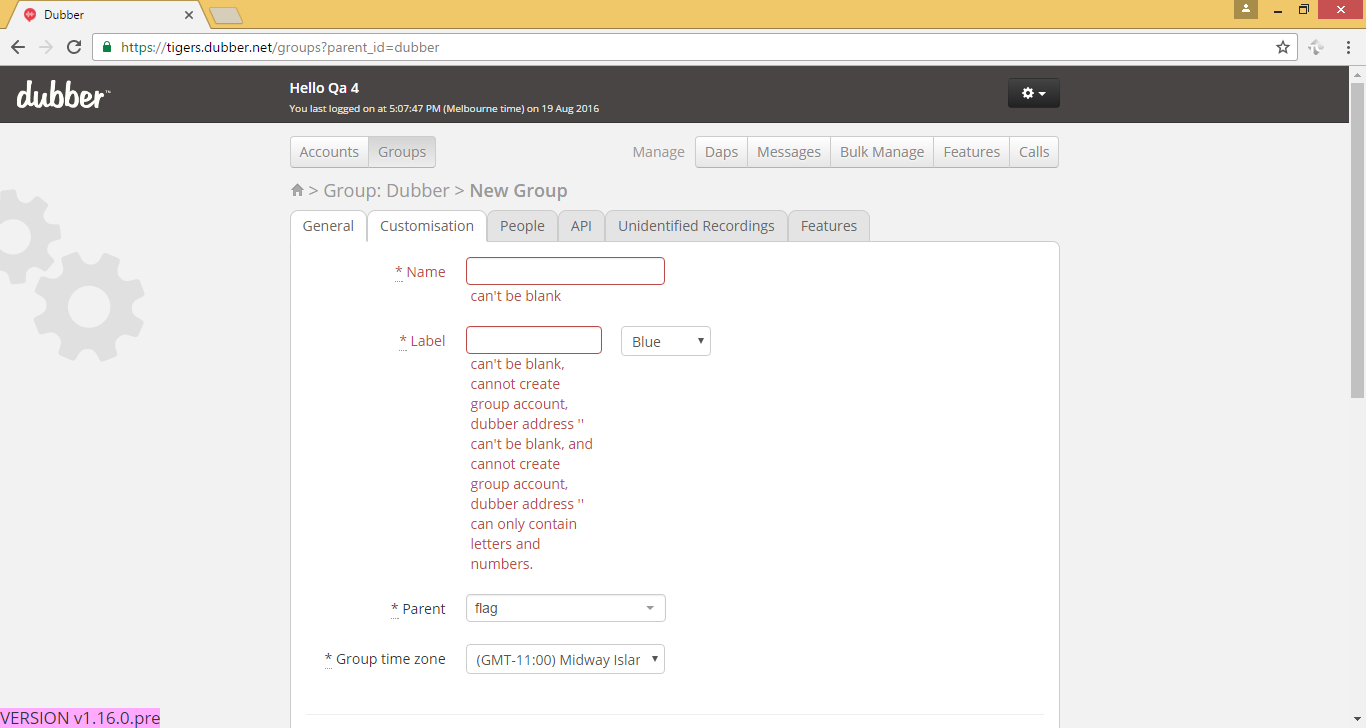 Dubber
https://tigers.dubber.net/groups?parent_id=dubber
dubber™
Hello Qa 4
You last logged on at 5:07:47 PM (Melbourne time) on 19 Aug 2016
Accounts Groups Manage Daps Messages Bulk Manage Features Calls
> Group: Dubber > New Group
General Customisation People API Unidentified Recordings Features
* Name
can't be blank
* Label Blue
can't be blank,
cannot create
group account,
dubber address ''
can't be blank, and
cannot create
group account,
dubber address ''
can only contain
letters and
numbers.
* Parent flag
* Group time zone (GMT-11:00) Midway Islar
VERSION v1.16.0.pre